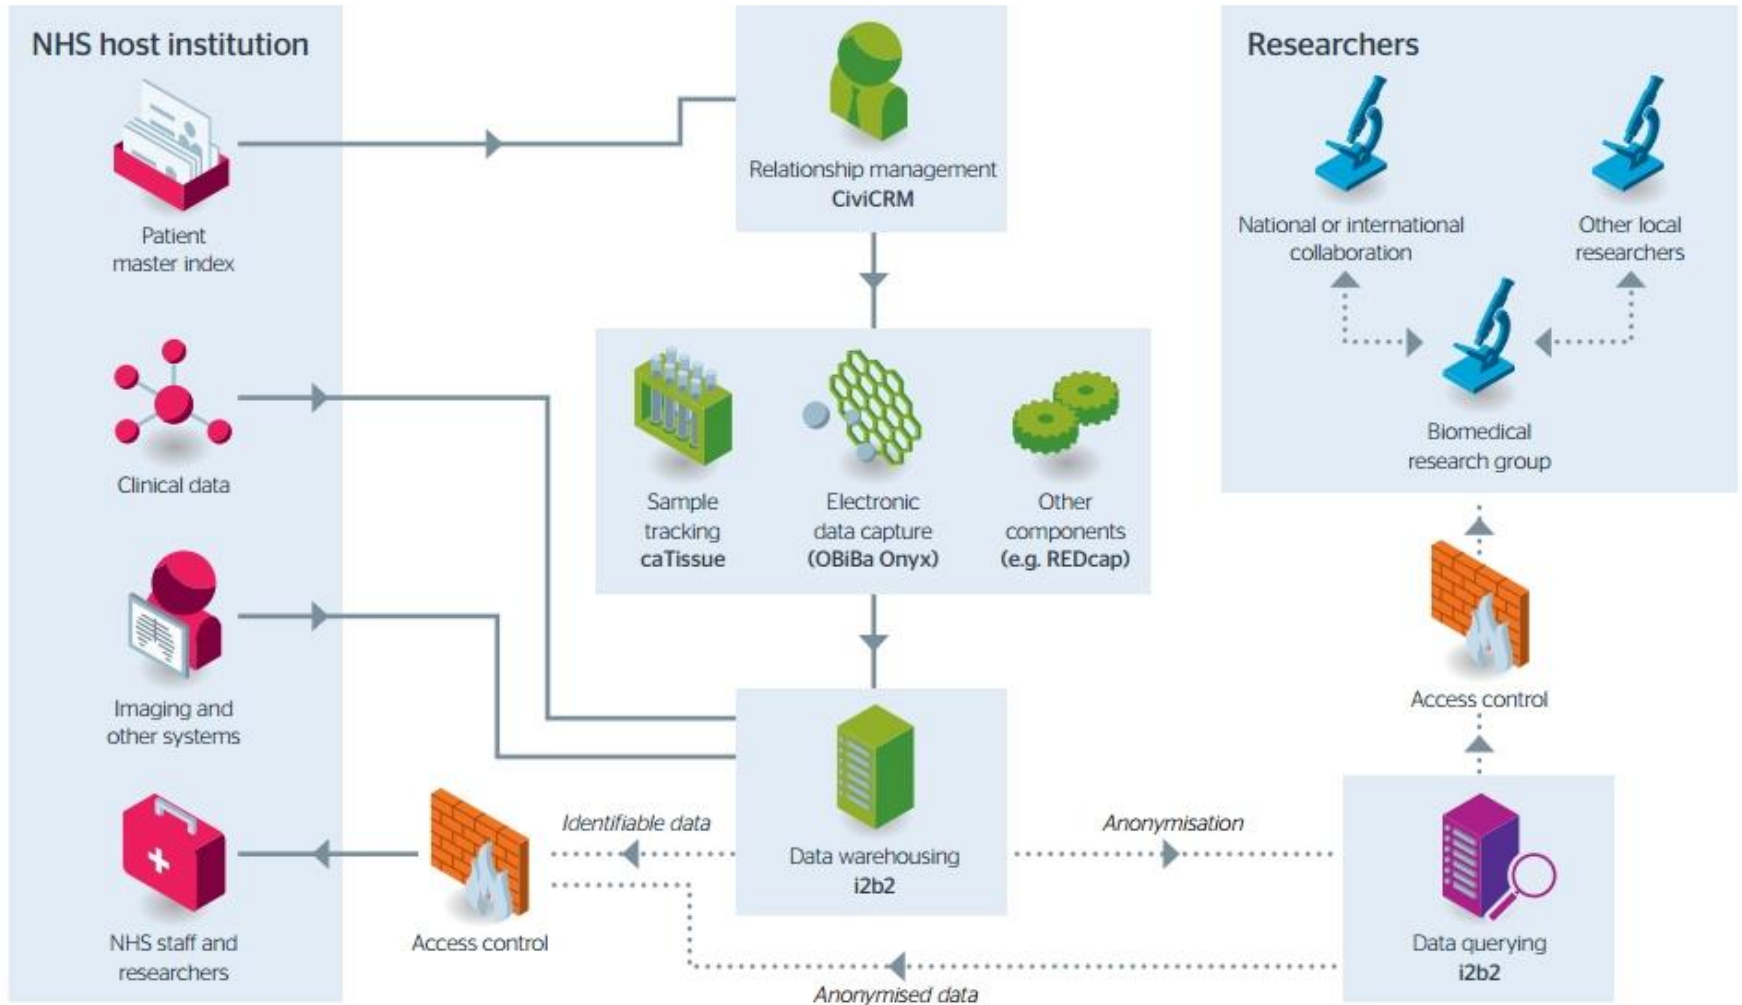 NHS host institution
Patient
master index
Clinical data
Imaging and
other systems
NHS staff and
researchers
Relationship management
CiviCRM
Sample
tracking
caTissue
Electronic
data capture
(OBiBa Onyx)
Other
components
(e.g. REDcap)
Identifiable data
Access control
Data warehousing
i2b2
Anonymisation
Anonymised data
Researchers
National or international
collaboration
Other local
researchers
Biomedical
research group
Access control
Data querying
i2b2